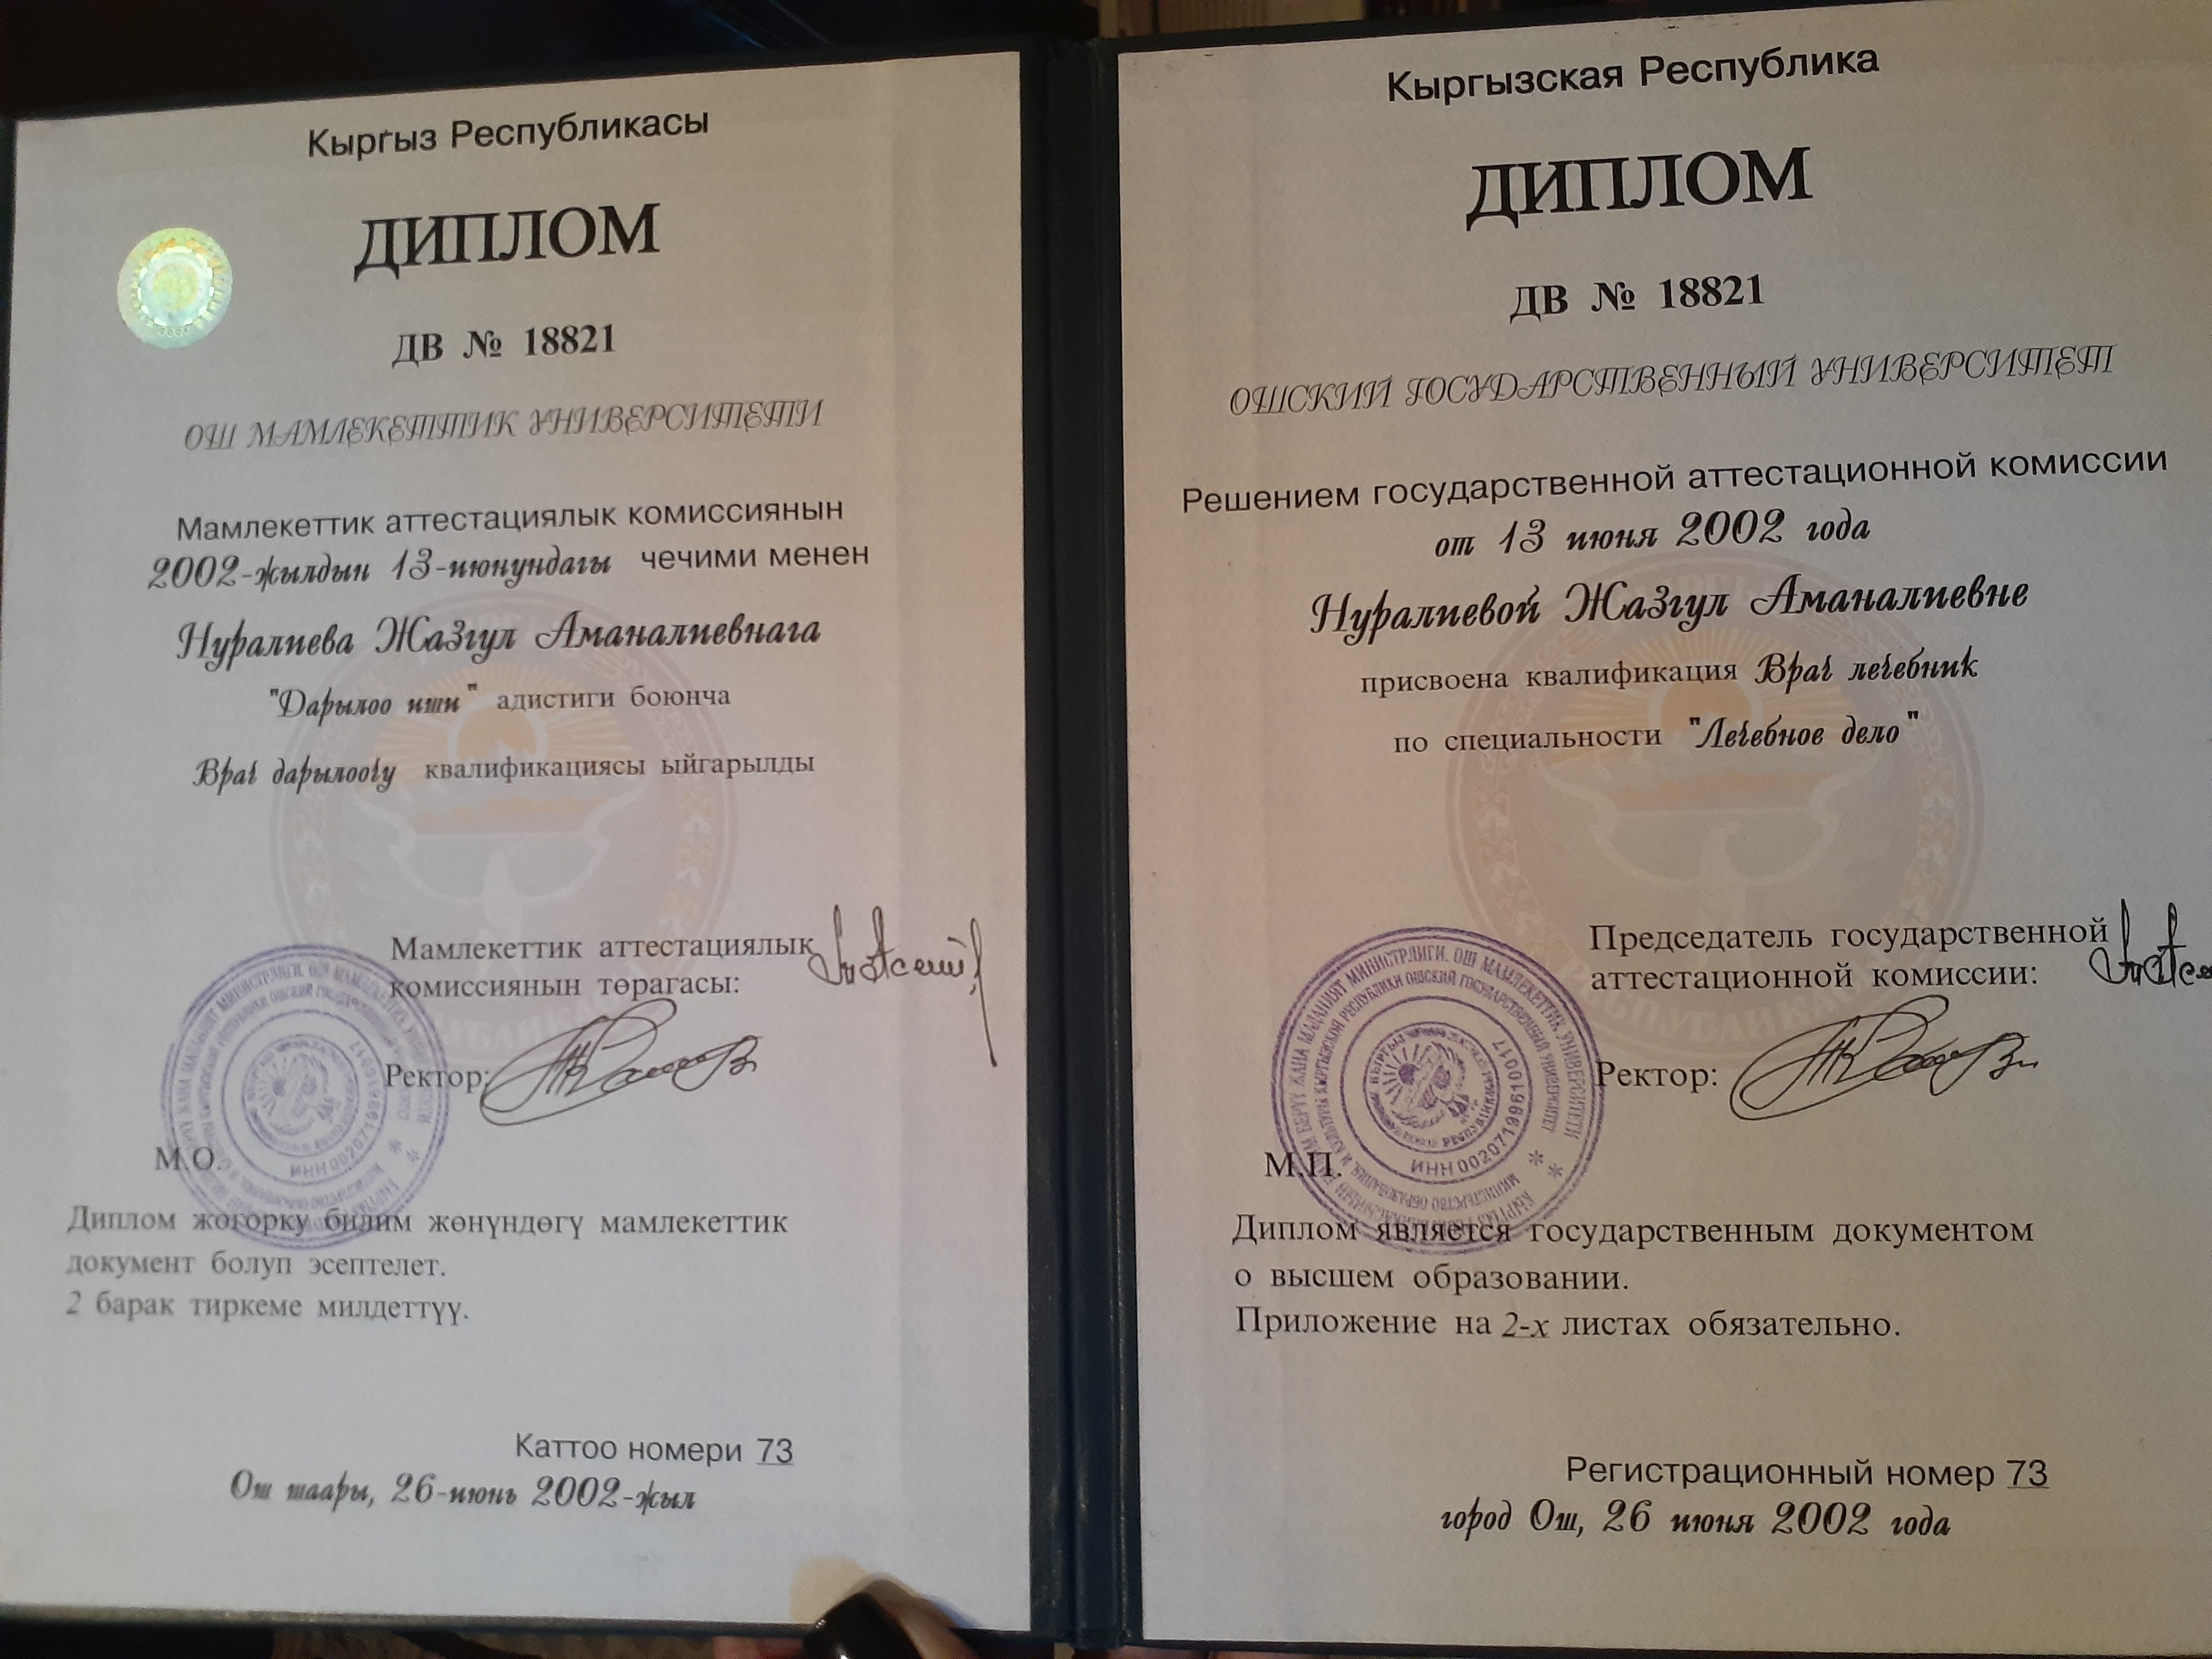 Кыргыз Республикасы
ДИПЛОМ
ДВ № 18821
ОШ МАМЛЕКЕТТИК УНИВЕРСИТЕТИ
Мамлекеттик аттестациялык комиссиянын
2002-жылдын 13-июнундагы чечими менен
Нуралиева Жазгул Аманалиевнага
"Дарылоо иши" адистиги боюнча
Врач дарылоочу квалификациясы ыйгарылды
Мамлекеттик аттестациялык
комиссиянын төрагасы:
Ректор:
М.О.
Диплом жогорку билим жөнүндөгү мамлекеттик
документ болуп эсептелет.
2 барак тиркеме милдеттүү.
Каттоо номери 73
Ош шаары, 26-июнь 2002-жыл
ИНН 00207199610017
Кыргызская Республика
ДИПЛОМ
ДВ № 18821
ОШСКИЙ ГОСУДАРСТВЕННЫЙ УНИВЕРСИТЕТ
Решением государственной аттестационной комиссии
от 13 июня 2002 года
Нуралиевой Жазгул Аманалиевне
присвоена квалификация Врач лечебник
по специальности "Лечебное дело"
Председатель государственной
аттестационной комиссии:
Ректор:
М.П.
Диплом является государственным документом
о высшем образовании.
Приложение на 2-х листах обязательно.
Регистрационный номер 73
город Ош, 26 июня 2002 года
ИНН 00207199610017